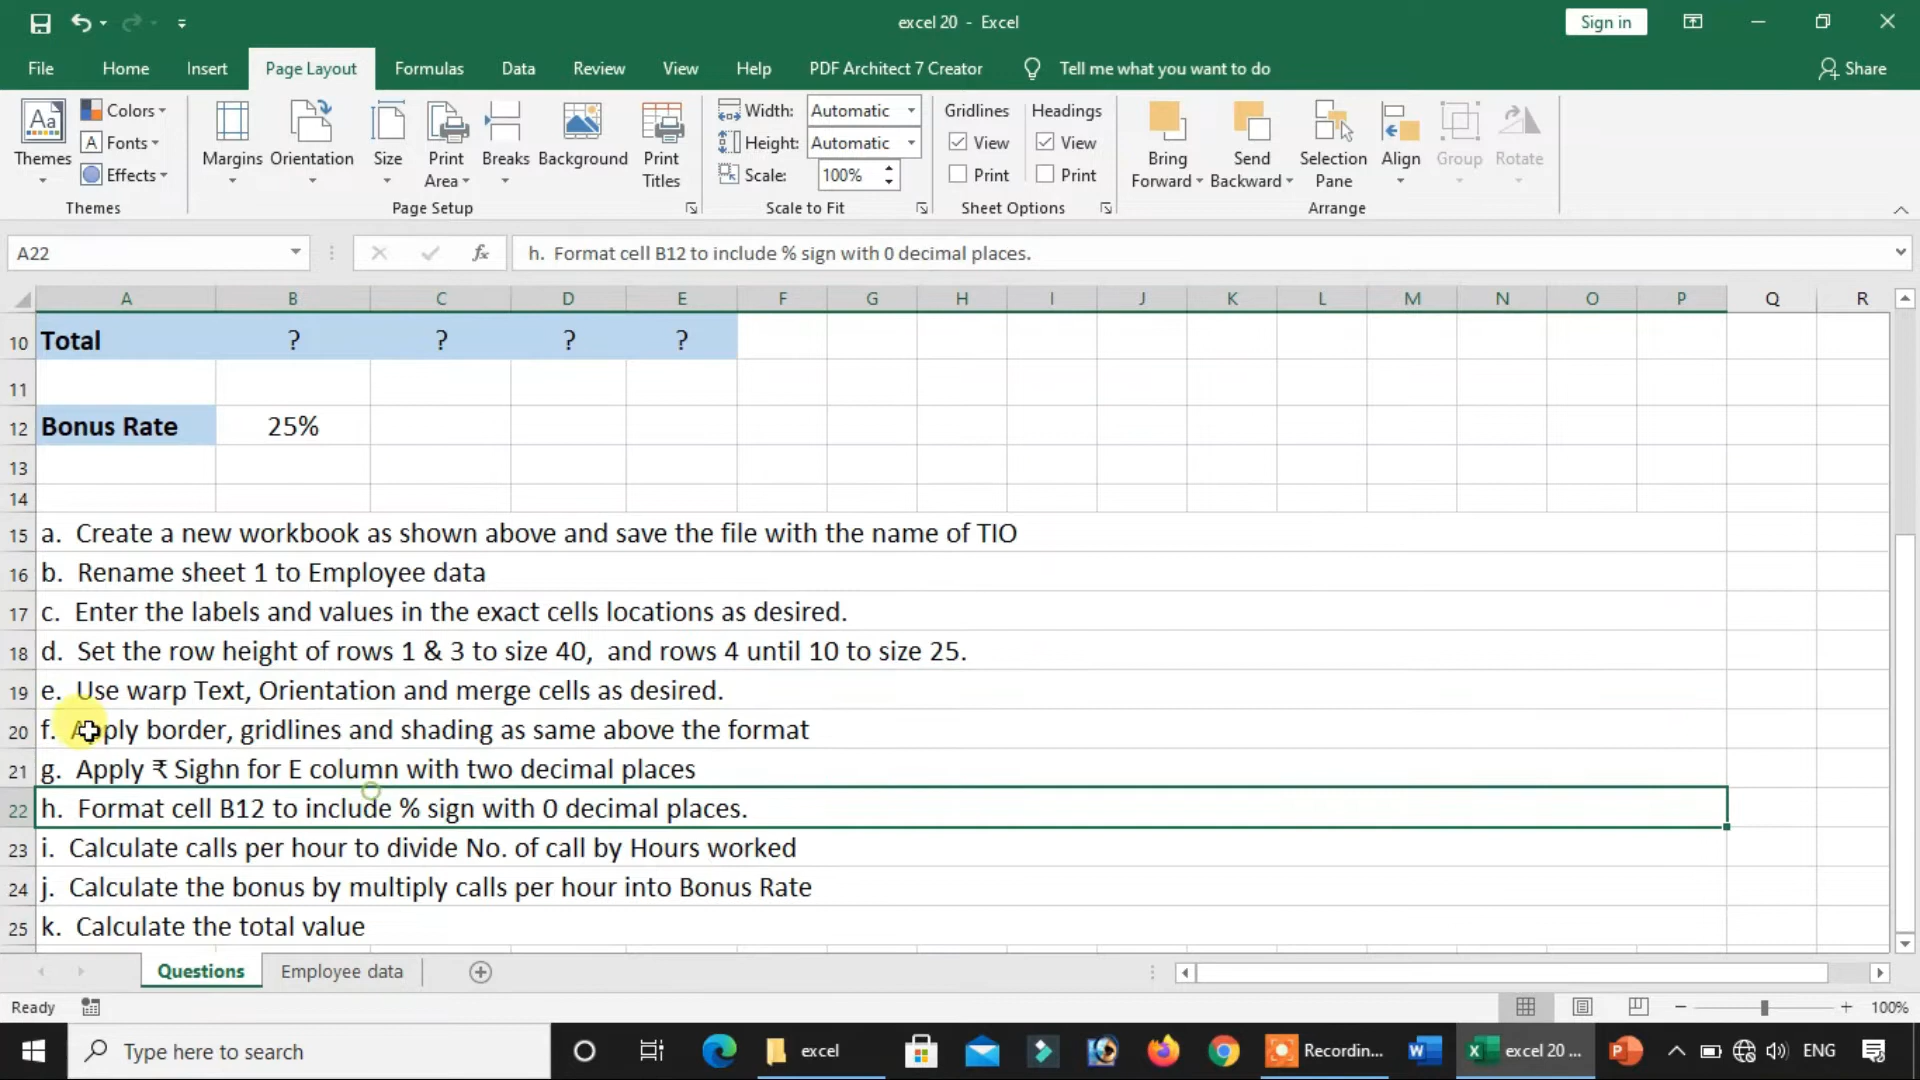 excel 20 - Excel
Sign in
File Home Insert Page Layout Formulas Data Review View Help PDF Architect 7 Creator Tell me what you want to do Share
Themes Colors Fonts Effects Margins Orientation Size Print Area Breaks Background Print Titles
Width: Automatic Height: Automatic Scale: 100%
Gridlines View Print Headings View Print
Bring Forward Send Backward Selection Pane Align Group Rotate
Themes Page Setup Scale to Fit Sheet Options Arrange
A22 fx h. Format cell B12 to include % sign with 0 decimal places.
A B C D E F G H I J K L M N O P Q R
10 Total ? ? ? ?
11
12 Bonus Rate 25%
13
14
15 a. Create a new workbook as shown above and save the file with the name of TIO
16 b. Rename sheet 1 to Employee data
17 c. Enter the labels and values in the exact cells locations as desired.
18 d. Set the row height of rows 1 & 3 to size 40, and rows 4 until 10 to size 25.
19 e. Use warp Text, Orientation and merge cells as desired.
20 f. Apply border, gridlines and shading as same above the format
21 g. Apply ₹ Sighn for E column with two decimal places
22 h. Format cell B12 to include % sign with 0 decimal places.
23 i. Calculate calls per hour to divide No. of call by Hours worked
24 j. Calculate the bonus by multiply calls per hour into Bonus Rate
25 k. Calculate the total value
Questions Employee data
Ready 100%
Type here to search excel Recordin... excel 20 ... ENG